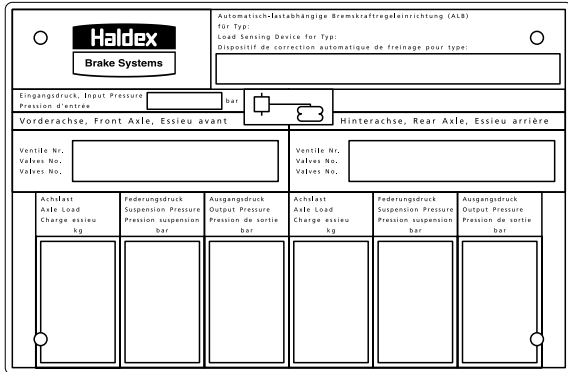 Haldex
Brake Systems
Automatisch-lastabhängige Bremskraftregeleinrichtung (ALB)
für Typ:
Load Sensing Device for Typ:
Dispositif de correction automatique de freinage pour type:
Eingangsdruck, Input Pressure
Pression d'entrée
bar
Vorderachse, Front Axle, Essieu avant
Hinterachse, Rear Axle, Essieu arrière
Ventile Nr.
Valves No.
Valves No.
Ventile Nr.
Valves No.
Valves No.
Achslast
Axle Load
Charge essieu
kg
Federungsdruck
Suspension Pressure
Pression suspension
bar
Ausgangsdruck
Output Pressure
Pression de sortie
bar
Achslast
Axle Load
Charge essieu
kg
Federungsdruck
Suspension Pressure
Pression suspension
bar
Ausgangsdruck
Output Pressure
Pression de sortie
bar